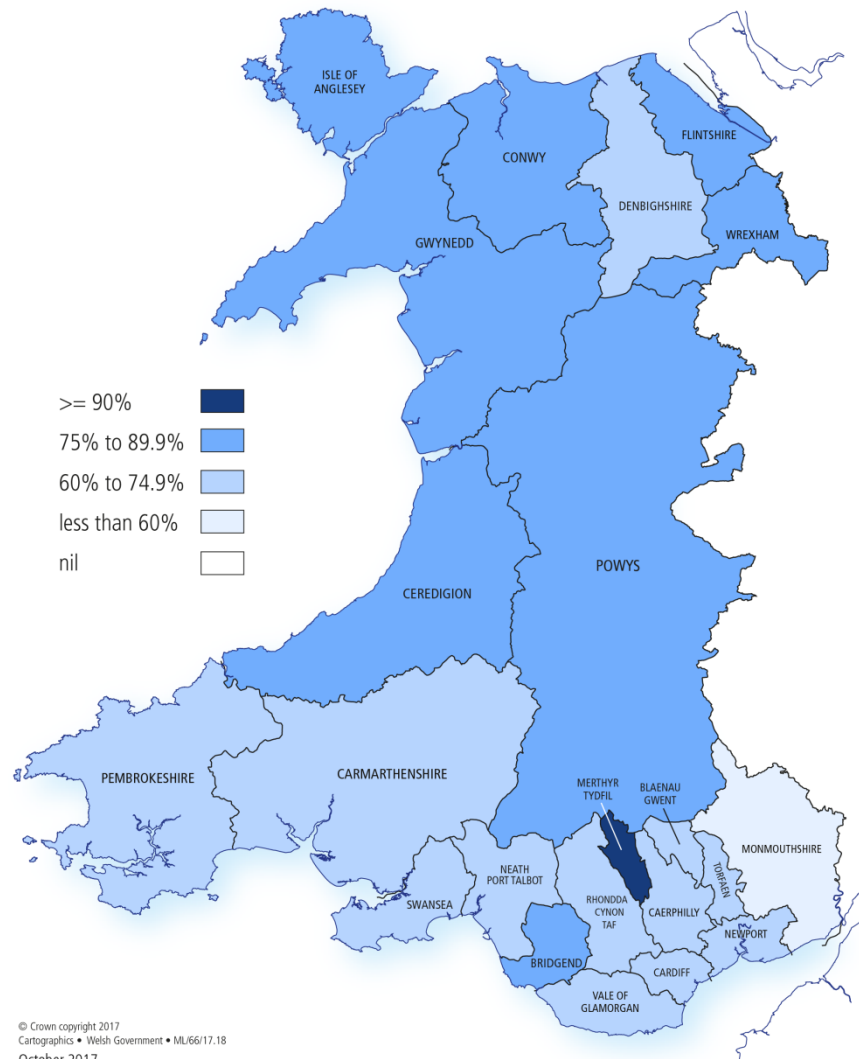 ISLE OF
ANGLESEY
FLINTSHIRE
CONWY
DENBIGHSHIRE
WREXHAM
GWYNEDD
>= 90%
75% to 89.9%
60% to 74.9%
less than 60%
nil
POWYS
CEREDIGION
PEMBROKESHIRE
CARMARTHENSHIRE
MERTHYR
TYDFIL
BLAENAU
GWENT
MONMOUTHSHIRE
NEATH
PORT TALBOT
TORFAEN
SWANSEA
RHONDDA
CYNON
TAF
CAERPHILLY
NEWPORT
BRIDGEND
CARDIFF
VALE OF
GLAMORGAN
© Crown copyright 2017
Cartographics • Welsh Government • ML/66/17.18
October 2017